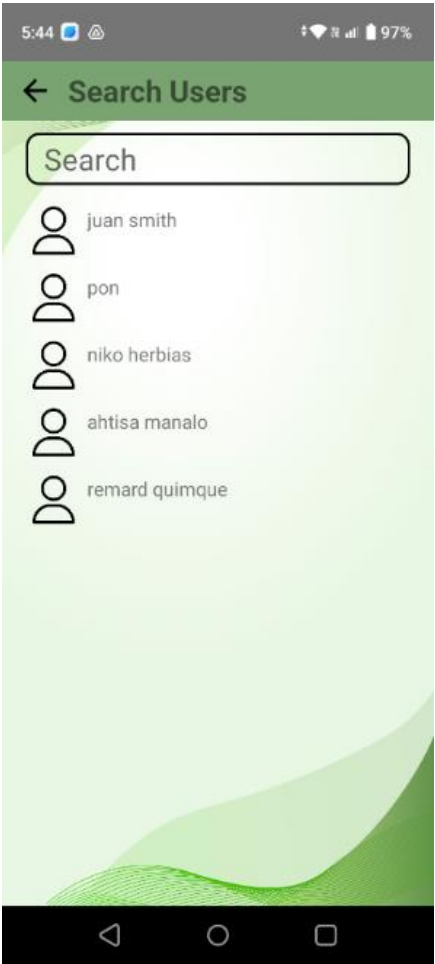 5:44 97%
Search Users
Search
juan smith
pon
niko herbias
ahtisa manalo
remard quimque